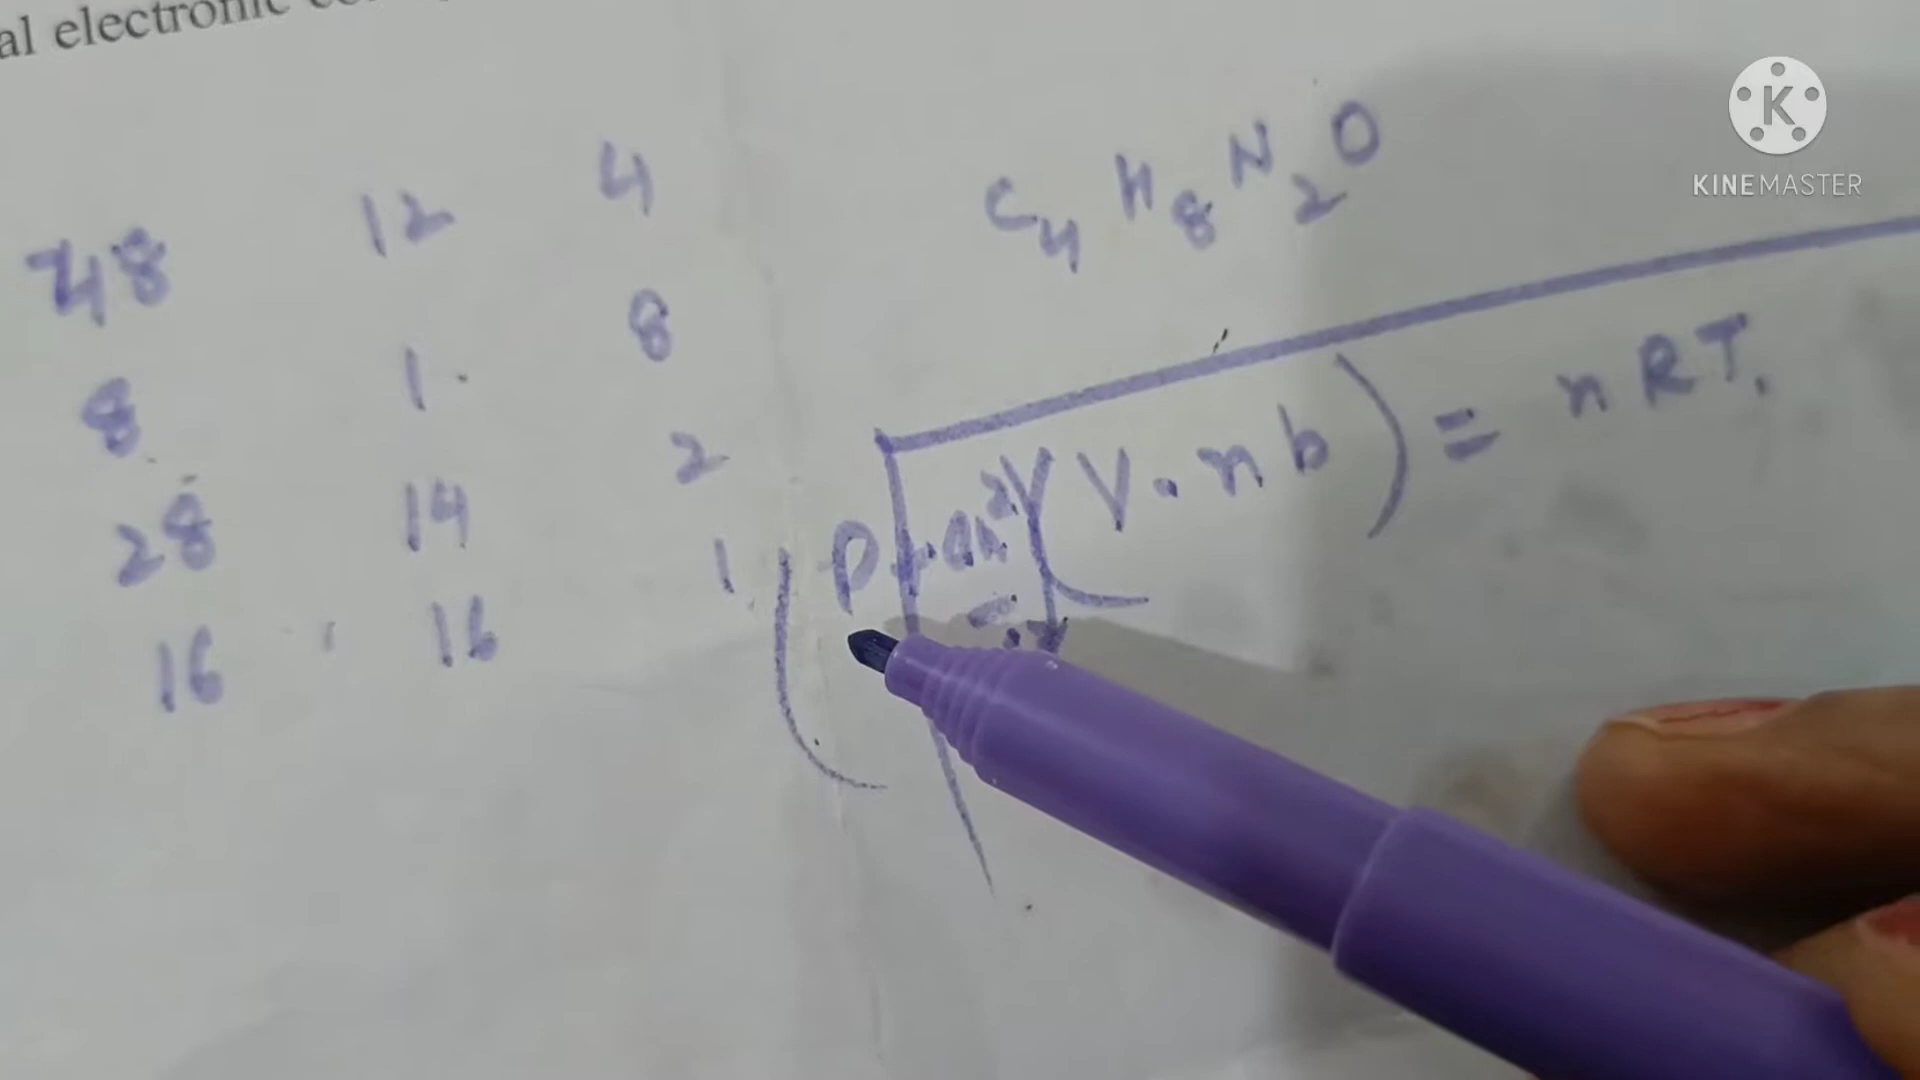 al electronic
48 12 4
8 1 8
28 14 2
16 16 1
C4H8N2O
(P+an²)(V-nb) = nRT.
KINEMASTER